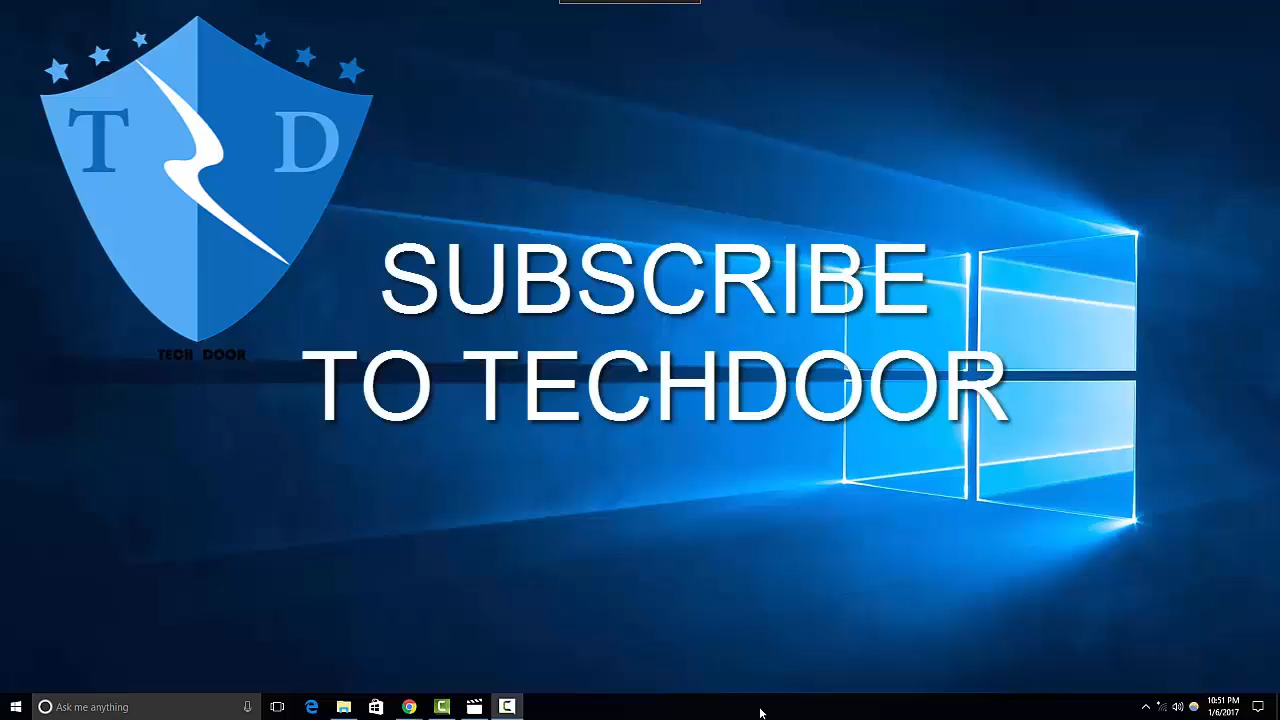 T D
TECH DOOR
SUBSCRIBE
TO TECHDOOR
Ask me anything
10:51 PM
1/6/2017